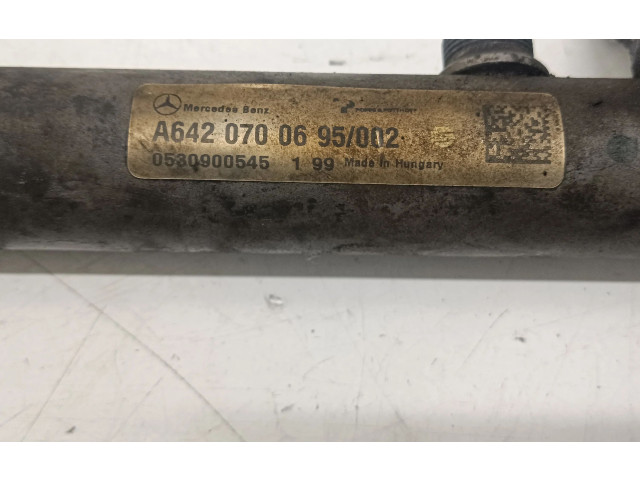 Mercedes Benz
A642 070 06 95/002
0530900545 1 99 Made in Hungary